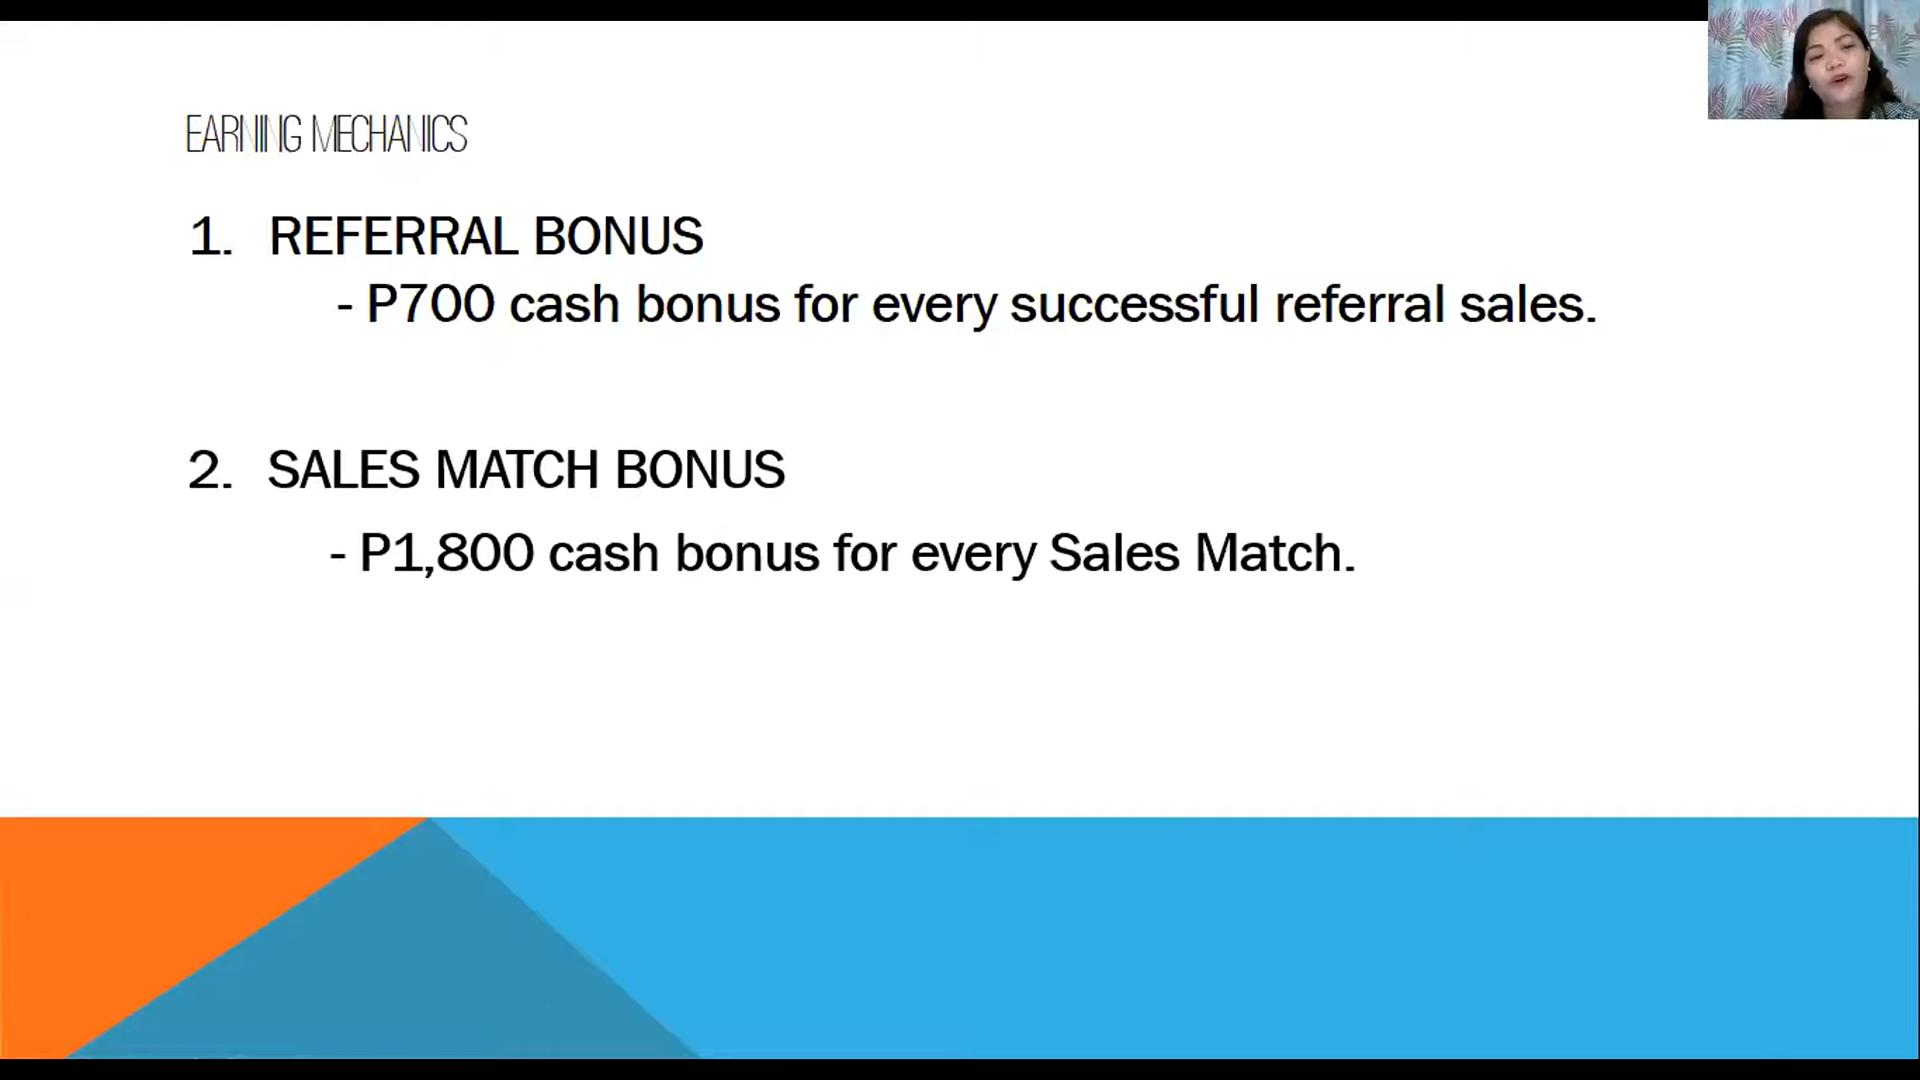 EARNING MECHANICS
1. REFERRAL BONUS
- P700 cash bonus for every successful referral sales.
2. SALES MATCH BONUS
- P1,800 cash bonus for every Sales Match.